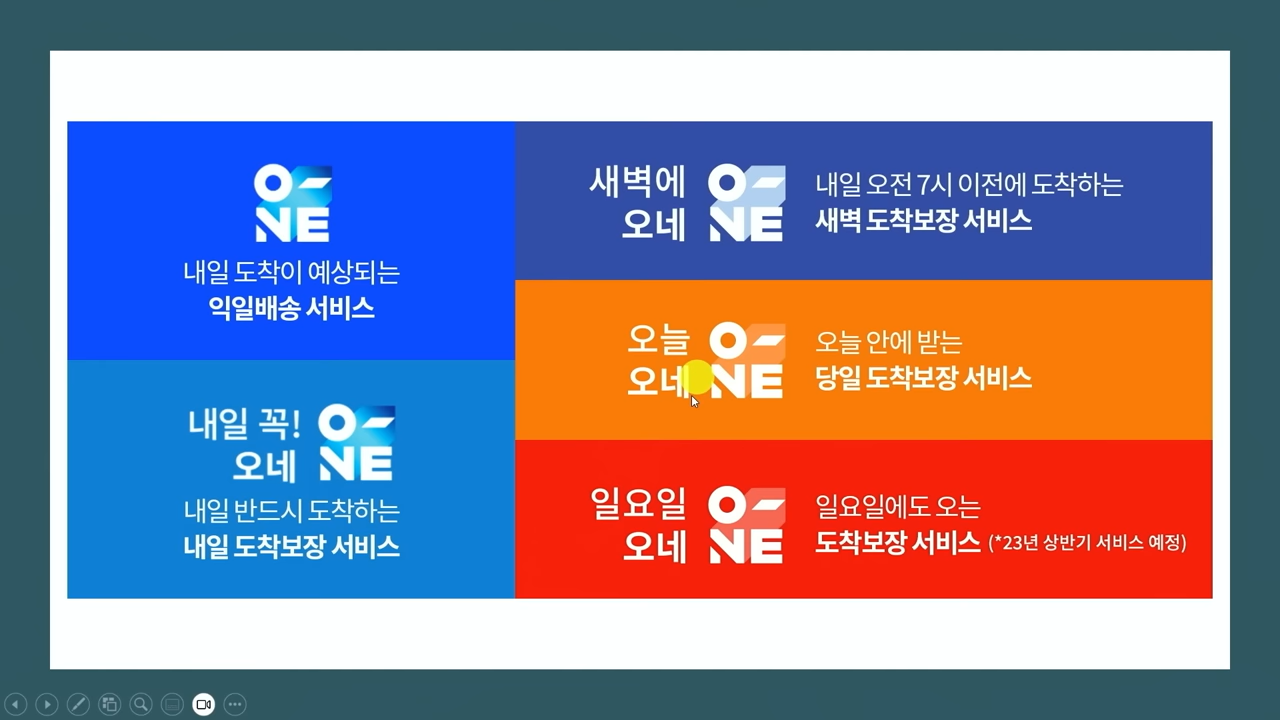 O-
NE
내일 도착이 예상되는
익일배송 서비스
내일 꼭!
오네
O-
NE
내일 반드시 도착하는
내일 도착보장 서비스
새벽에
오네
O-
NE
내일 오전 7시 이전에 도착하는
새벽 도착보장 서비스
오늘
오네
O-
NE
오늘 안에 받는
당일 도착보장 서비스
일요일
오네
O-
NE
일요일에도 오는
도착보장 서비스 (*23년 상반기 서비스 예정)